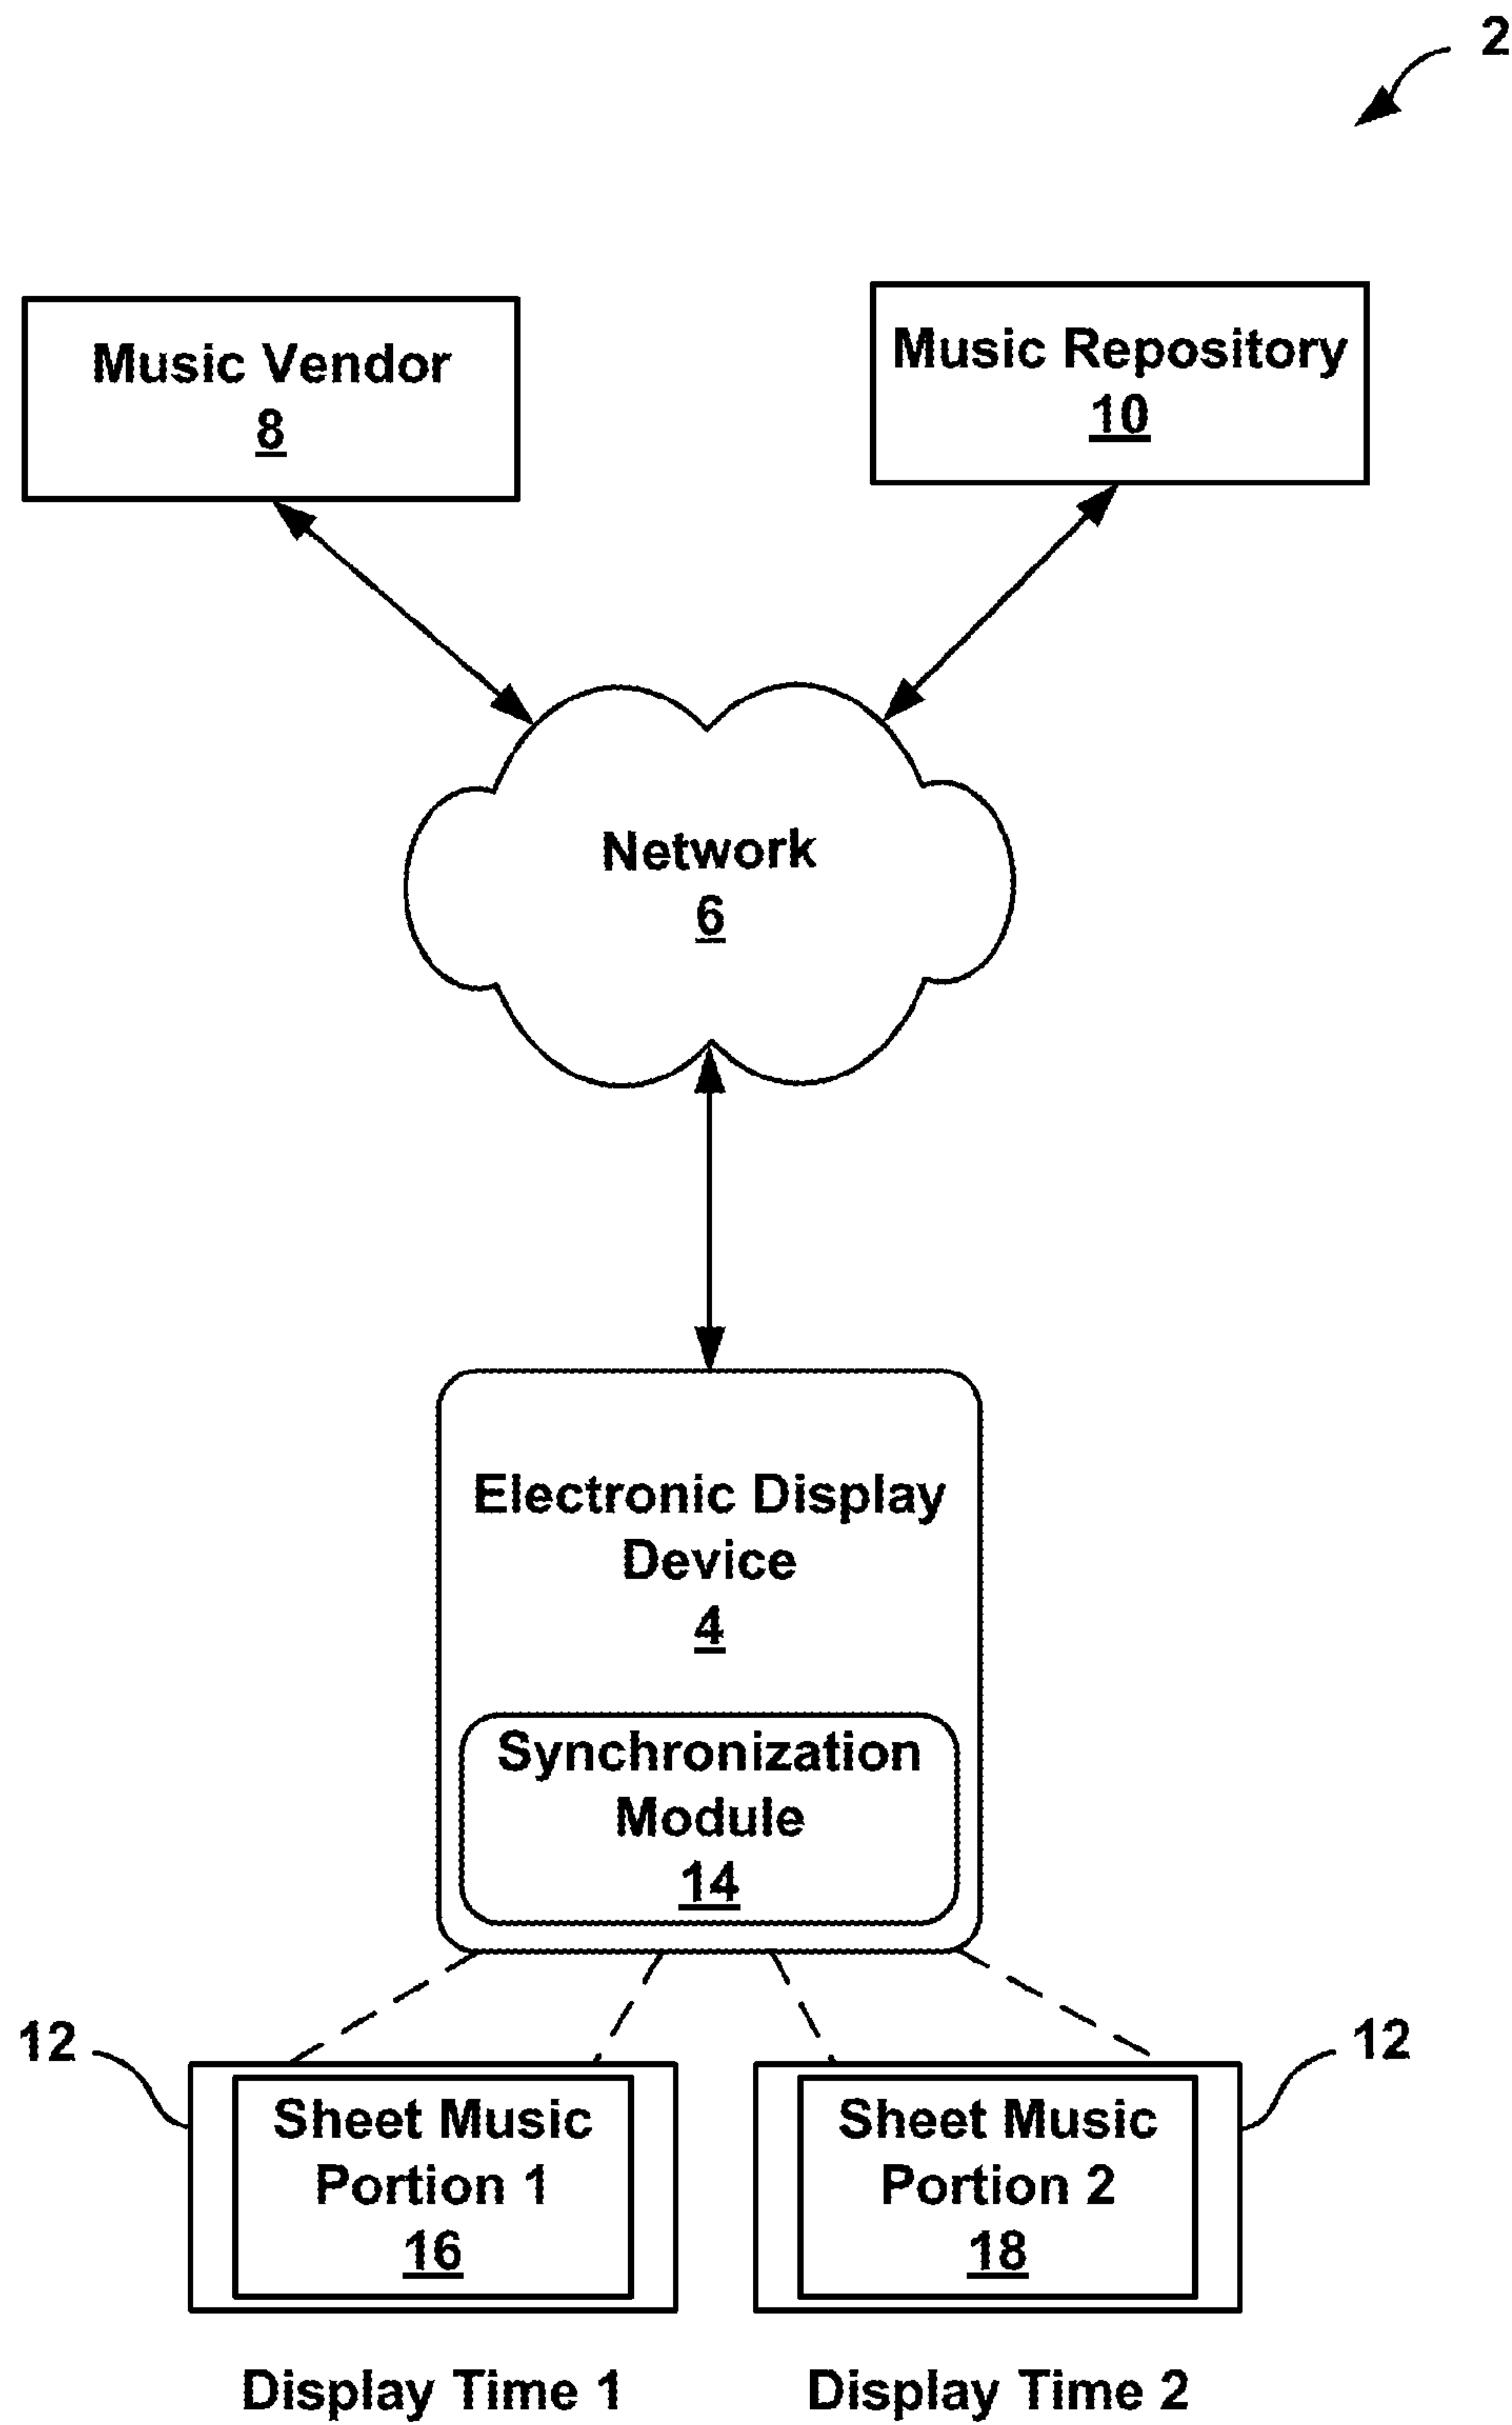 2
Music Vendor
8
Music Repository
10
Network
6
Electronic Display
Device
4
Synchronization
Module
14
12
12
Sheet Music
Portion 1
16
Sheet Music
Portion 2
18
Display Time 1
Display Time 2